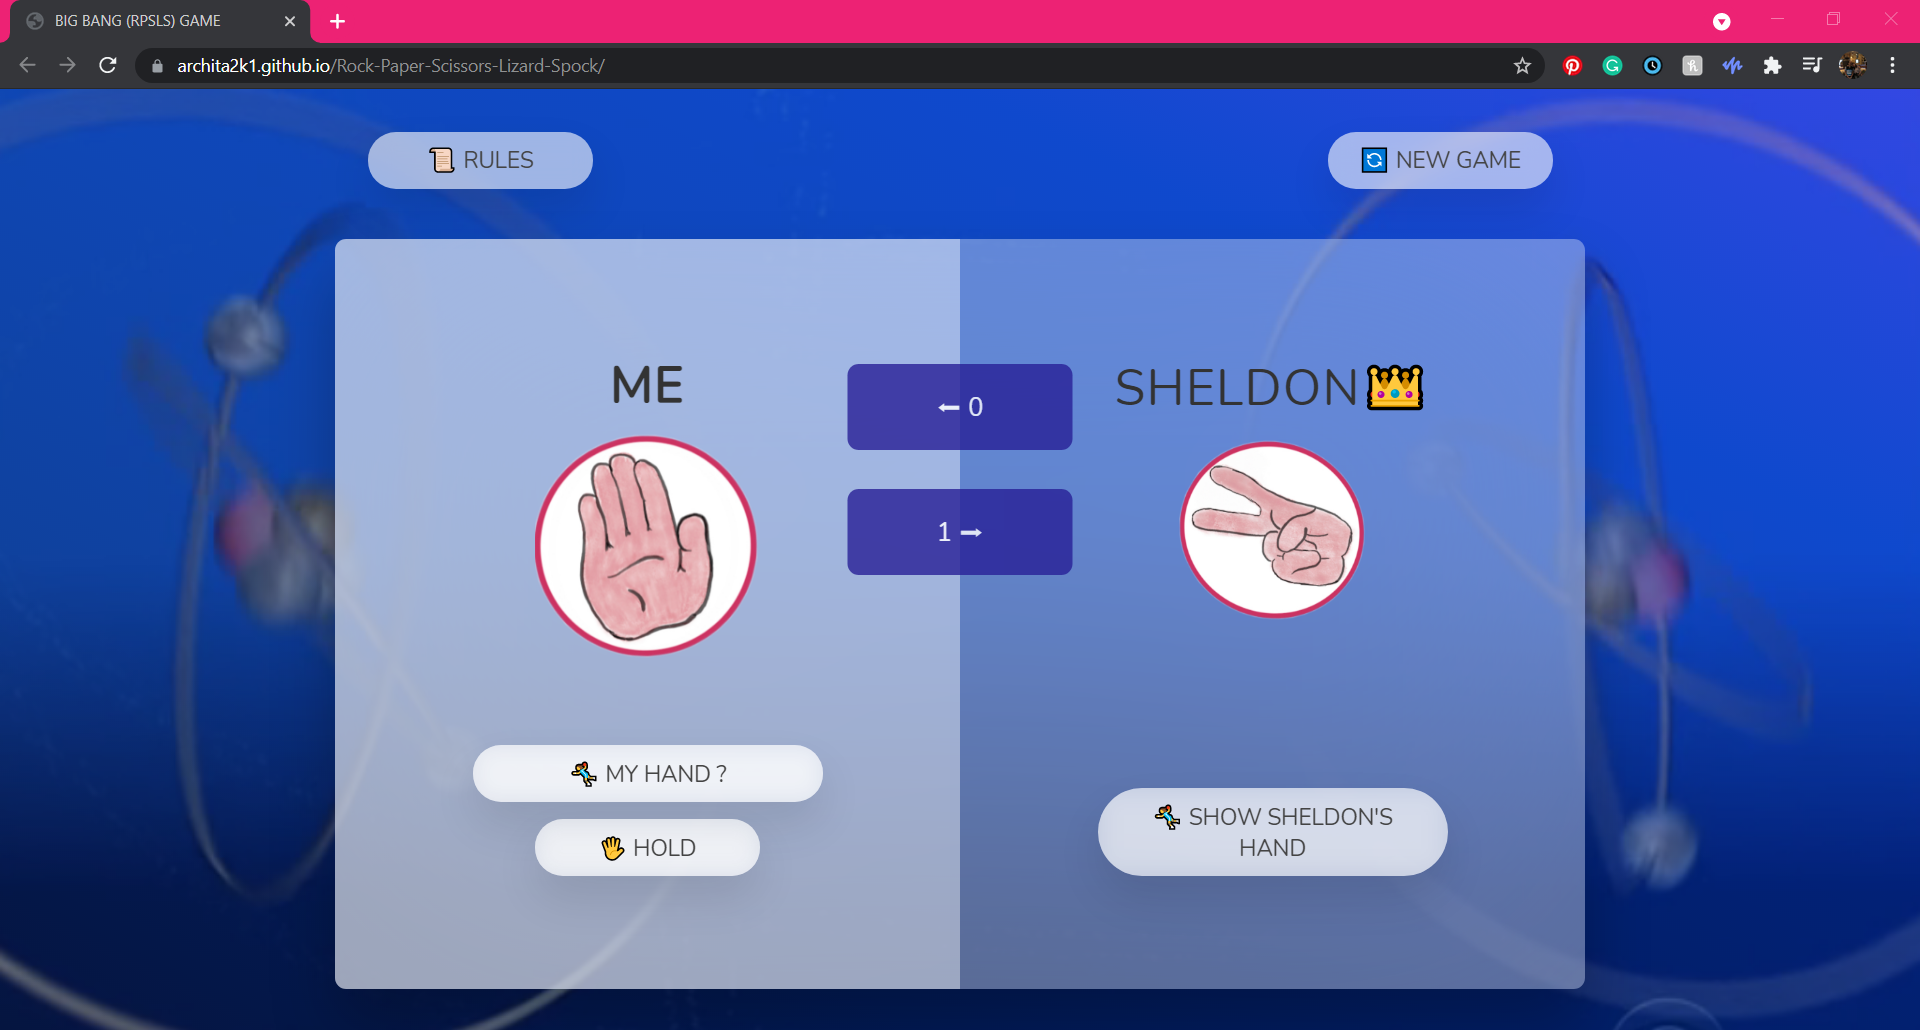 BIG BANG (RPSLS) GAME
archita2k1.github.io/Rock-Paper-Scissors-Lizard-Spock/
📜 RULES
🔄 NEW GAME
ME
⬅ 0
SHELDON👑
1 ➡
🤾 MY HAND ?
🖐 HOLD
🤾 SHOW SHELDON'S
HAND